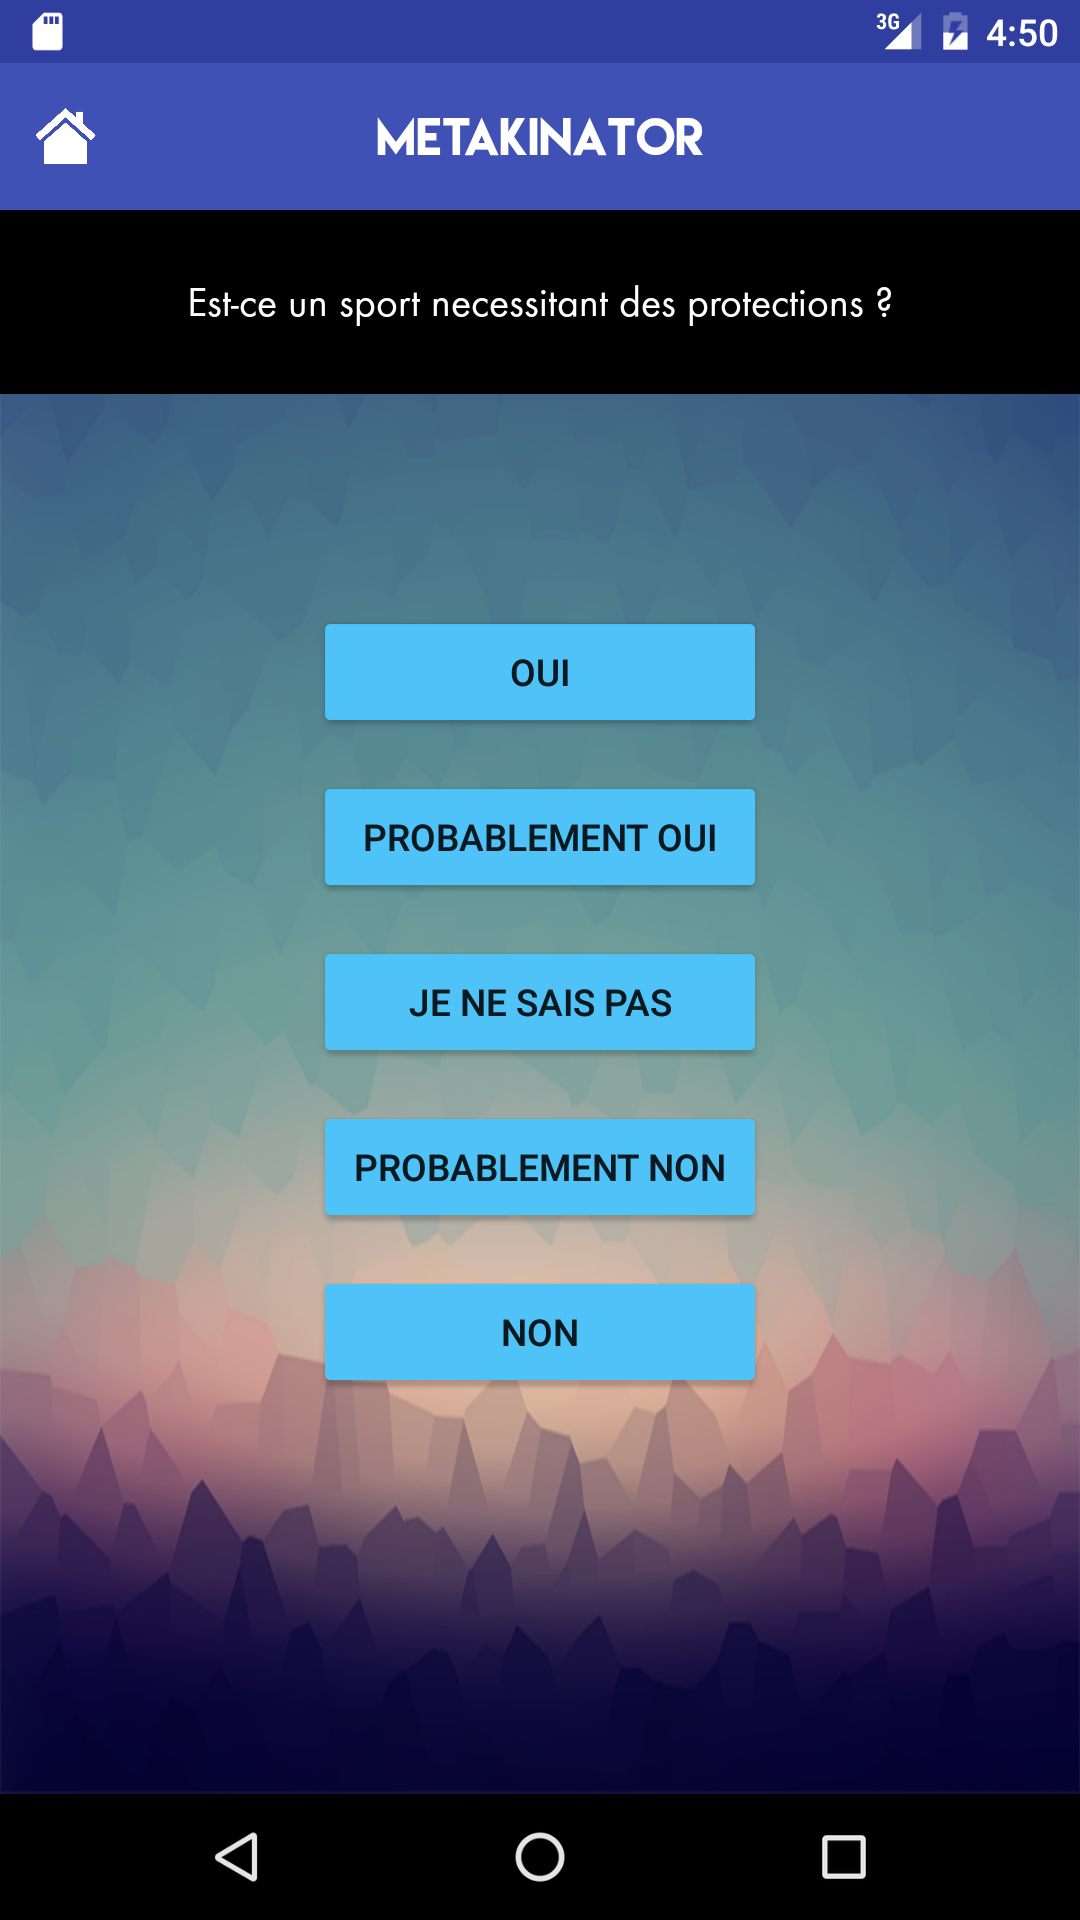 3G 4:50
METAKINATOR
Est-ce un sport necessitant des protections ?
OUI
PROBABLEMENT OUI
JE NE SAIS PAS
PROBABLEMENT NON
NON